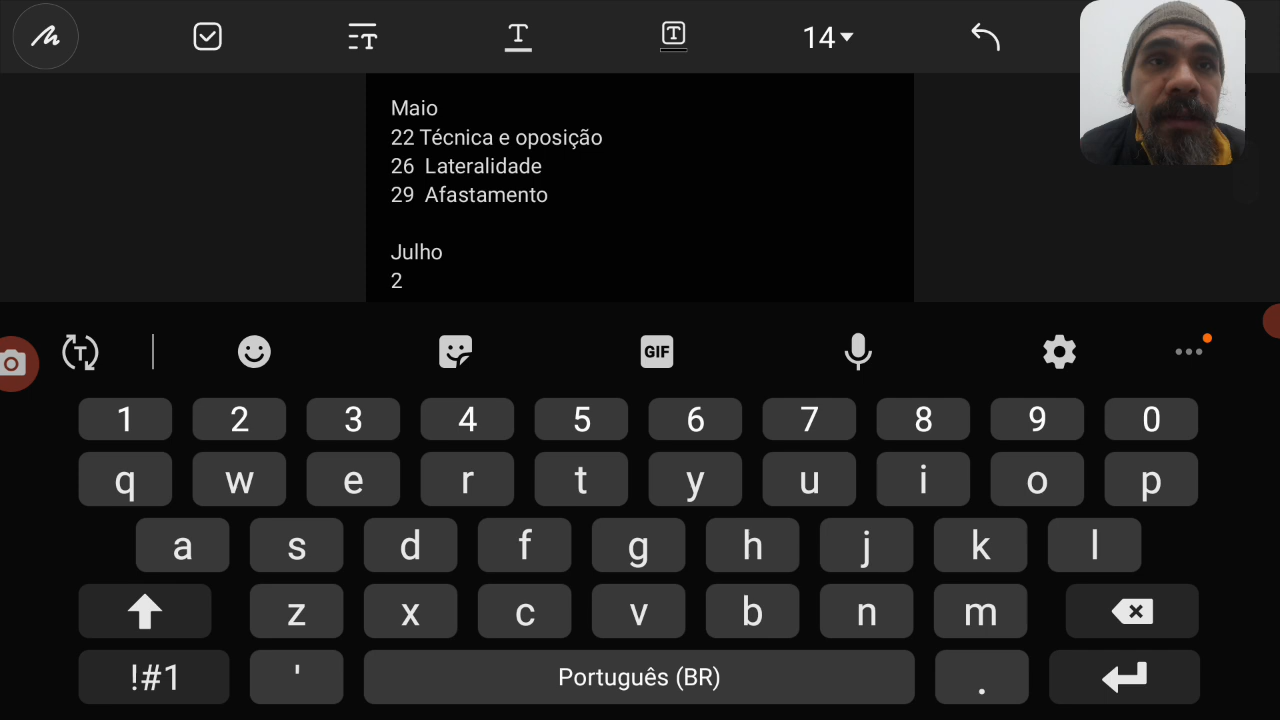 T T 14
Maio
22 Técnica e oposição
26 Lateralidade
29 Afastamento
Julho
2
T GIF
1 2 3 4 5 6 7 8 9 0
q w e r t y u i o p
a s d f g h j k l
z x c v b n m
!#1 ' Português (BR) .